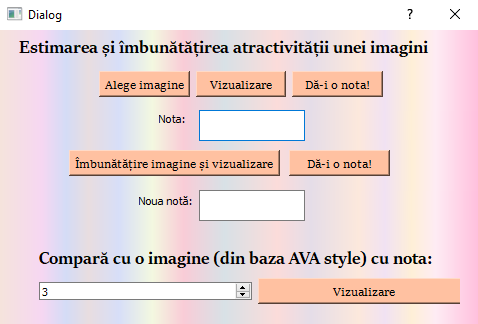 Dialog
Estimarea și îmbunătățirea atractivității unei imagini
Alege imagine Vizualizare Dă-i o nota!
Nota:
Îmbunătățire imagine și vizualizare Dă-i o nota!
Noua notă:
Compară cu o imagine (din baza AVA style) cu nota:
3 Vizualizare